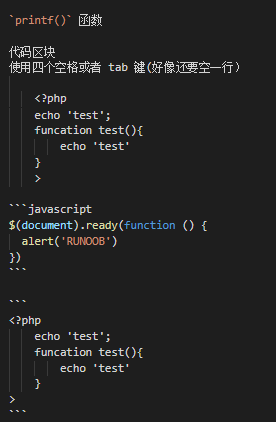 `printf()` 函数
代码区块
使用四个空格或者 tab 键(好像还要空一行)
    <?php
    echo 'test';
    funcation test(){
        echo 'test'
    }
    >
```javascript
$(document).ready(function () {
  alert('RUNOOB')
})
```
```
<?php
    echo 'test';
    funcation test(){
        echo 'test'
    }
>
```